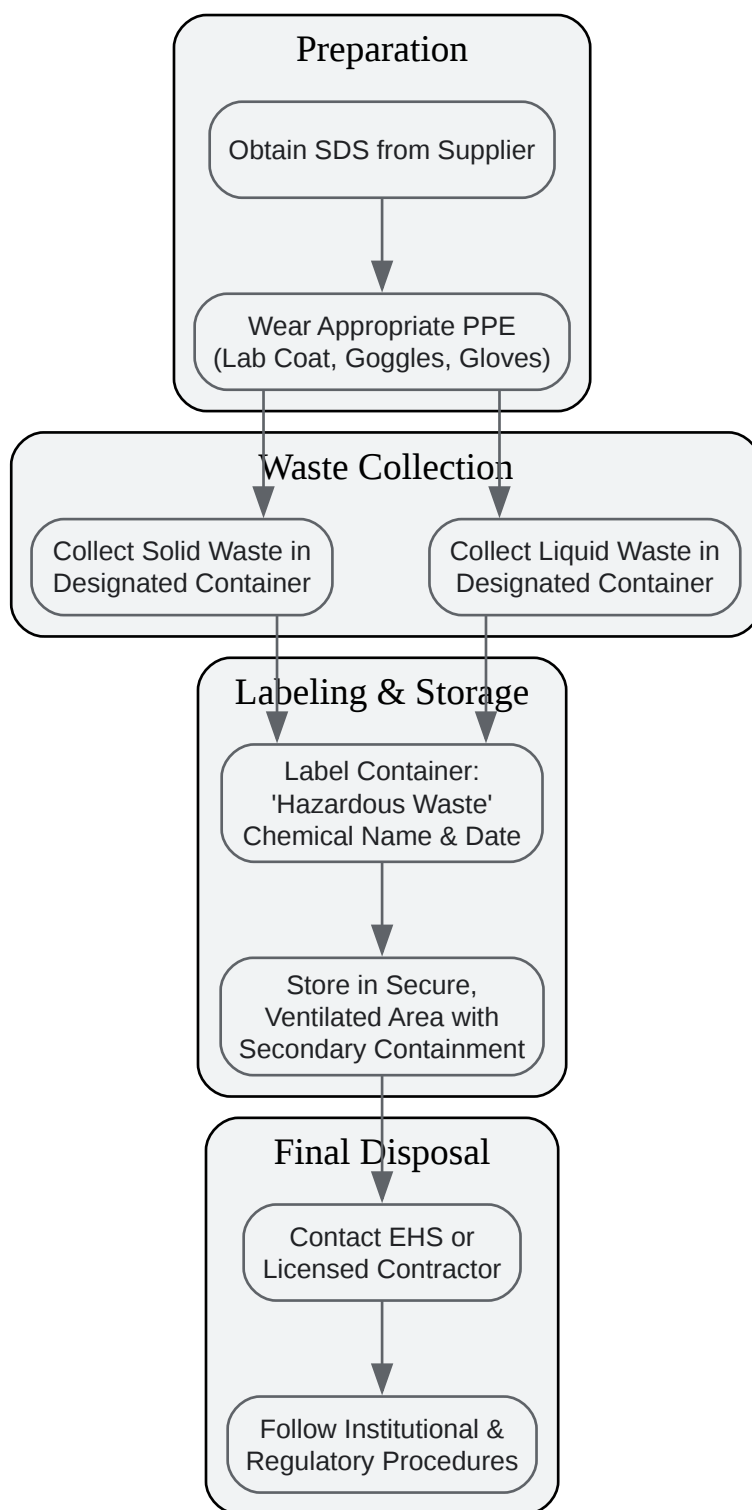 Preparation
Obtain SDS from Supplier
Wear Appropriate PPE
(Lab Coat, Goggles, Gloves)
Waste Collection
Collect Solid Waste in
Designated Container
Collect Liquid Waste in
Designated Container
Labeling & Storage
Label Container:
'Hazardous Waste'
Chemical Name & Date
Store in Secure,
Ventilated Area with
Secondary Containment
Final Disposal
Contact EHS or
Licensed Contractor
Follow Institutional &
Regulatory Procedures